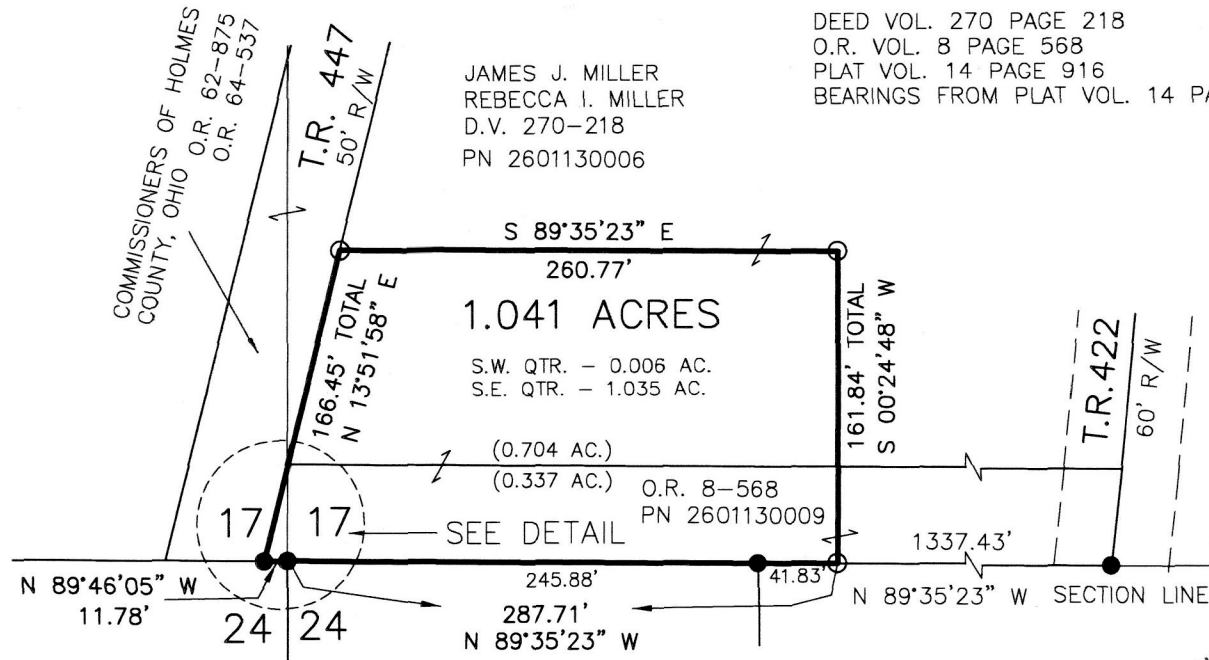 COMMISSIONERS OF HOLMES
COUNTY, OHIO O.R. 62-875
O.R. 64-537
T.R. 447
50' R/W
JAMES J. MILLER
REBECCA I. MILLER
D.V. 270-218
PN 2601130006
DEED VOL. 270 PAGE 218
O.R. VOL. 8 PAGE 568
PLAT VOL. 14 PAGE 916
BEARINGS FROM PLAT VOL. 14 PA
S 89°35'23" E
260.77'
1.041 ACRES
S.W. QTR. - 0.006 AC.
S.E. QTR. - 1.035 AC.
166.45' TOTAL
N 13°51'58" E
161.84' TOTAL
S 00°24'48" W
T.R.422
60' R/W
(0.704 AC.)
(0.337 AC.)
O.R. 8-568
PN 2601130009
17 17
SEE DETAIL
1337.43'
N 89°46'05" W
11.78'
24 24
245.88'
41.83'
287.71'
N 89°35'23" W
N 89°35'23" W SECTION LINE